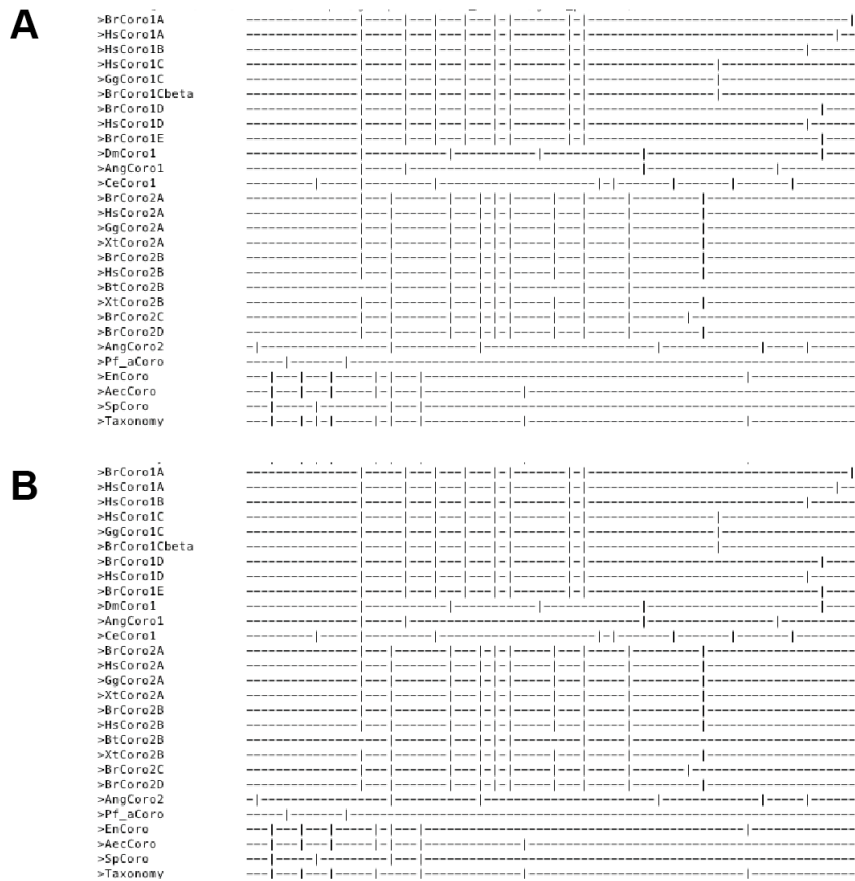 A
>BrCoro1A
>HsCoro1A
>HsCoro1B
>HsCoro1C
>GgCoro1C
>BrCoro1Cbeta
>BrCoro1D
>HsCoro1D
>BrCoro1E
>DmCoro1
>AngCoro1
>CeCoro1
>BrCoro2A
>HsCoro2A
>GgCoro2A
>XtCoro2A
>BrCoro2B
>HsCoro2B
>BtCoro2B
>XtCoro2B
>BrCoro2C
>BrCoro2D
>AngCoro2
>Pf_aCoro
>EnCoro
>AecCoro
>SpCoro
>Taxonomy
B
>BrCoro1A
>HsCoro1A
>HsCoro1B
>HsCoro1C
>GgCoro1C
>BrCoro1Cbeta
>BrCoro1D
>HsCoro1D
>BrCoro1E
>DmCoro1
>AngCoro1
>CeCoro1
>BrCoro2A
>HsCoro2A
>GgCoro2A
>XtCoro2A
>BrCoro2B
>HsCoro2B
>BtCoro2B
>XtCoro2B
>BrCoro2C
>BrCoro2D
>AngCoro2
>Pf_aCoro
>EnCoro
>AecCoro
>SpCoro
>Taxonomy